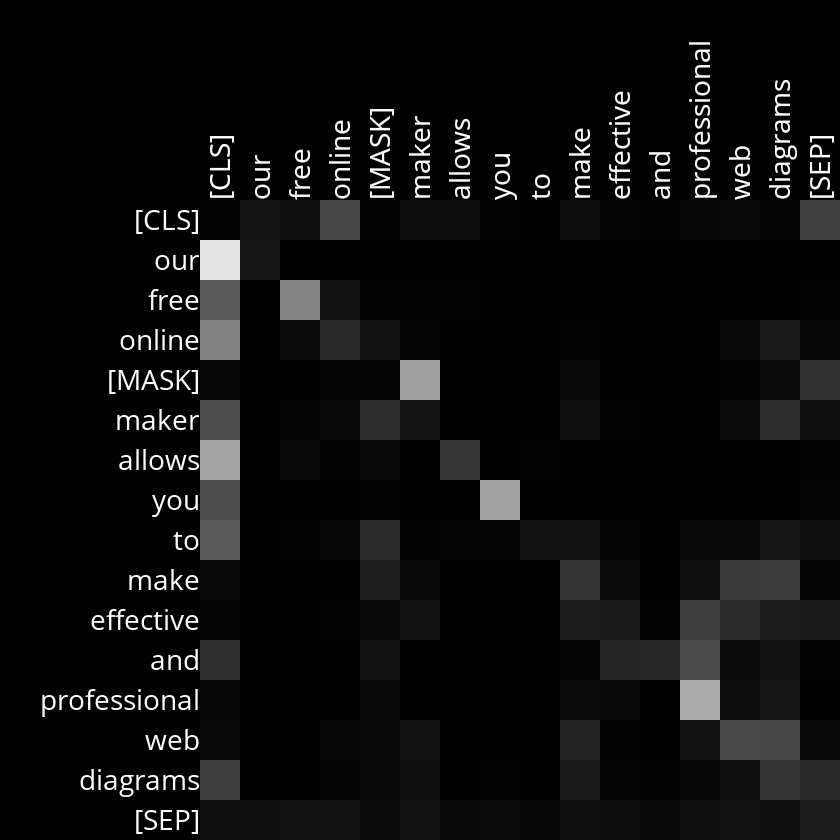 [CLS] our free online [MASK] maker allows you to make effective and professional web diagrams [SEP]
[CLS]
our
free
online
[MASK]
maker
allows
you
to
make
effective
and
professional
web
diagrams
[SEP]